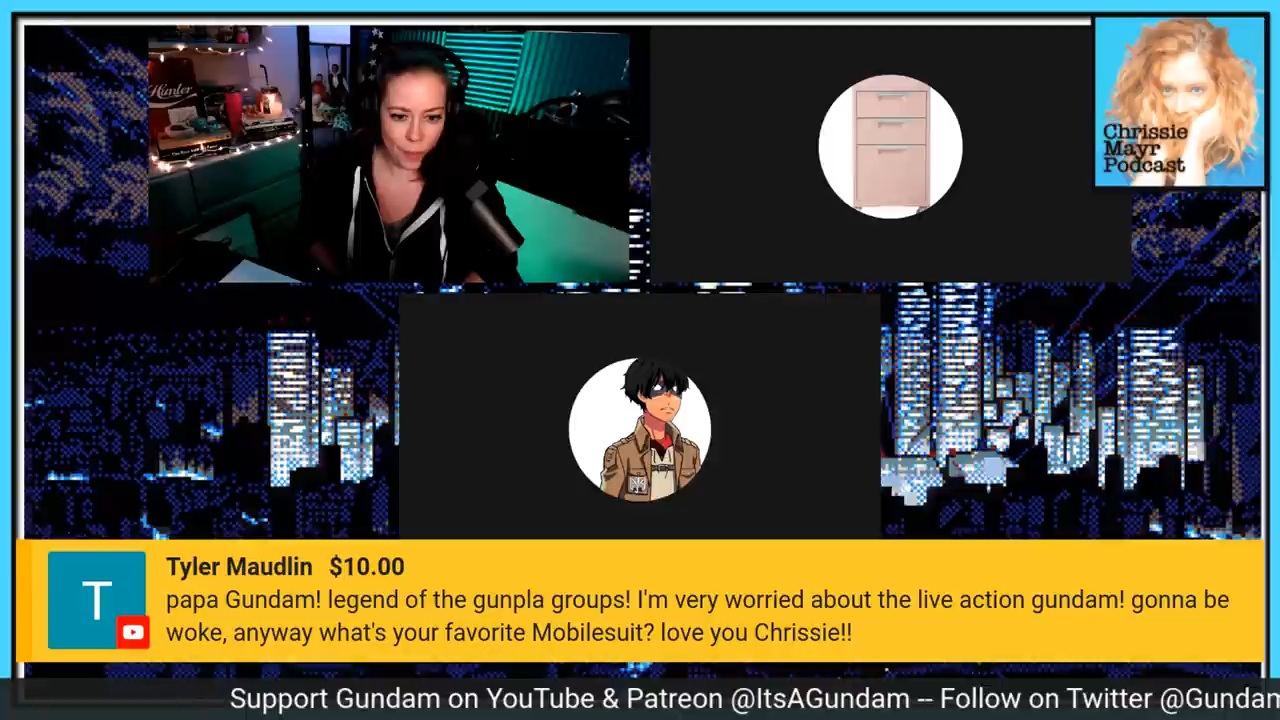 Chrissie
Mayr
Podcast
T
Tyler Maudlin $10.00
papa Gundam! legend of the gunpla groups! I'm very worried about the live action gundam! gonna be
woke, anyway what's your favorite Mobilesuit? love you Chrissie!!
Support Gundam on YouTube & Patreon @ItsAGundam -- Follow on Twitter @Gundam